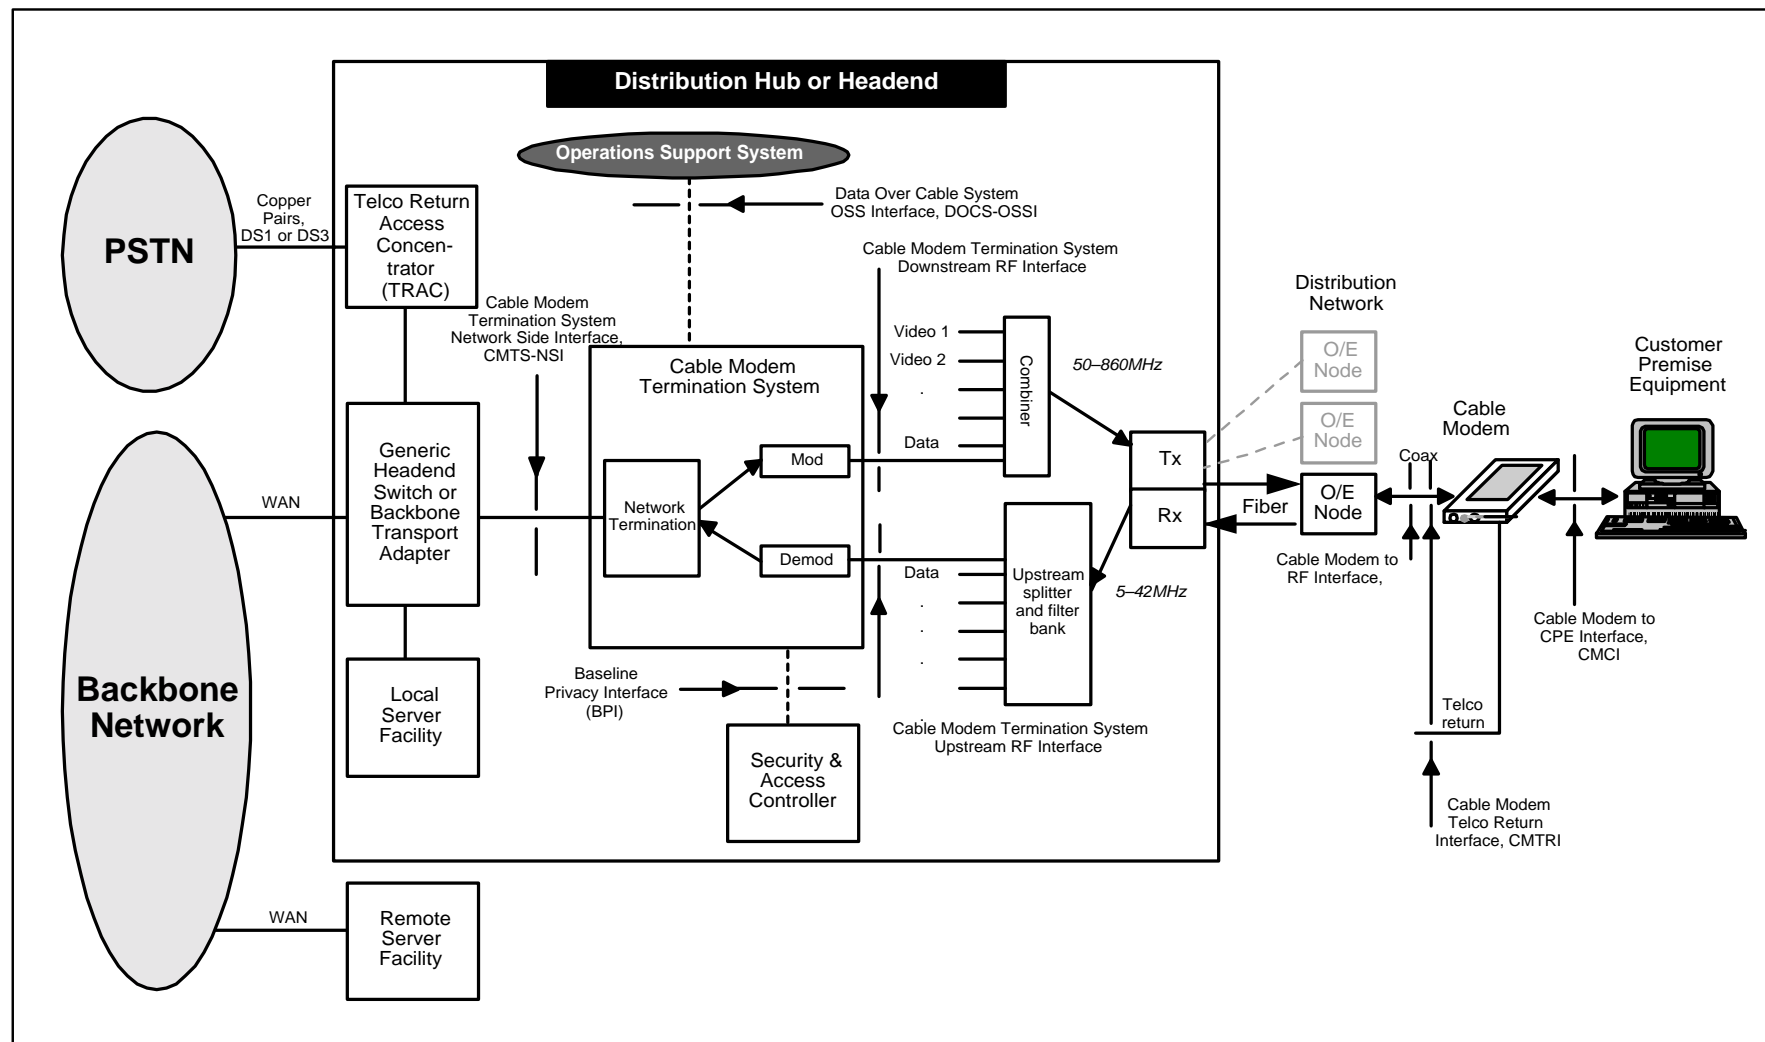 Distribution Hub or Headend
Operations Support System
PSTN
Copper
Pairs,
DS1 or DS3
Telco Return
Access
Concen-
trator
(TRAC)
Data Over Cable System
OSS Interface, DOCS-OSSI
Cable Modem Termination System
Downstream RF Interface
Cable Modem
Termination System
Network Side Interface,
CMTS-NSI
Cable Modem
Termination System
Network
Termination
Mod
Demod
Video 1
Video 2
.
Data
Combiner
50–860MHz
Tx
Rx
5–42MHz
Data
.
.
.
.
Upstream
splitter
and filter
bank
Cable Modem Termination System
Upstream RF Interface
Baseline
Privacy Interface
(BPI)
Security &
Access
Controller
Generic
Headend
Switch or
Backbone
Transport
Adapter
WAN
Backbone
Network
Local
Server
Facility
WAN
Remote
Server
Facility
Distribution
Network
O/E
Node
O/E
Node
O/E
Node
Fiber
Coax
Cable
Modem
Customer
Premise
Equipment
Cable Modem to
RF Interface,
Cable Modem to
CPE Interface,
CMCI
Telco
return
Cable Modem
Telco Return
Interface, CMTRI